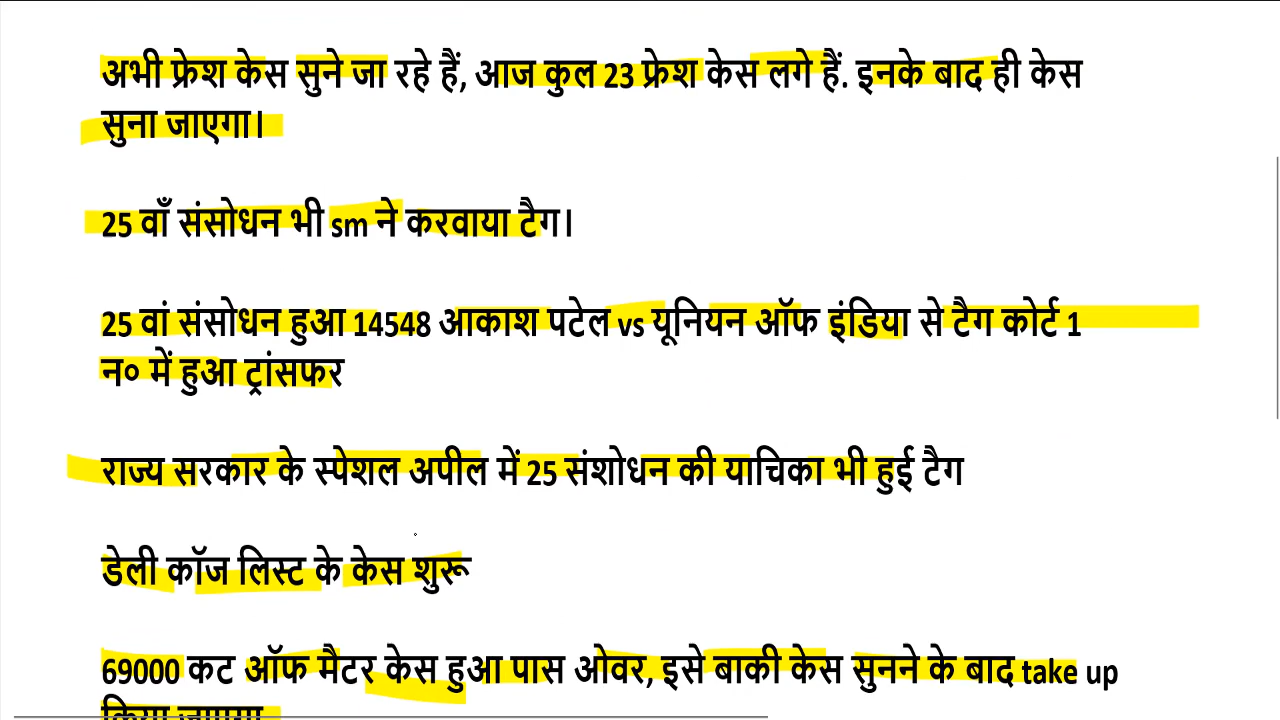 अभी फ्रेश केस सुने जा रहे हैं, आज कुल 23 फ्रेश केस लगे हैं. इनके बाद ही केस
सुना जाएगा।
25 वाँ संसोधन भी sm ने करवाया टैग।
25 वां संसोधन हुआ 14548 आकाश पटेल vs यूनियन ऑफ इंडिया से टैग कोर्ट 1
न० में हुआ ट्रांसफर
राज्य सरकार के स्पेशल अपील में 25 संशोधन की याचिका भी हुई टैग
डेली कॉज लिस्ट के केस शुरू
69000 कट ऑफ मैटर केस हुआ पास ओवर, इसे बाकी केस सुनने के बाद take up
किया जाएगा